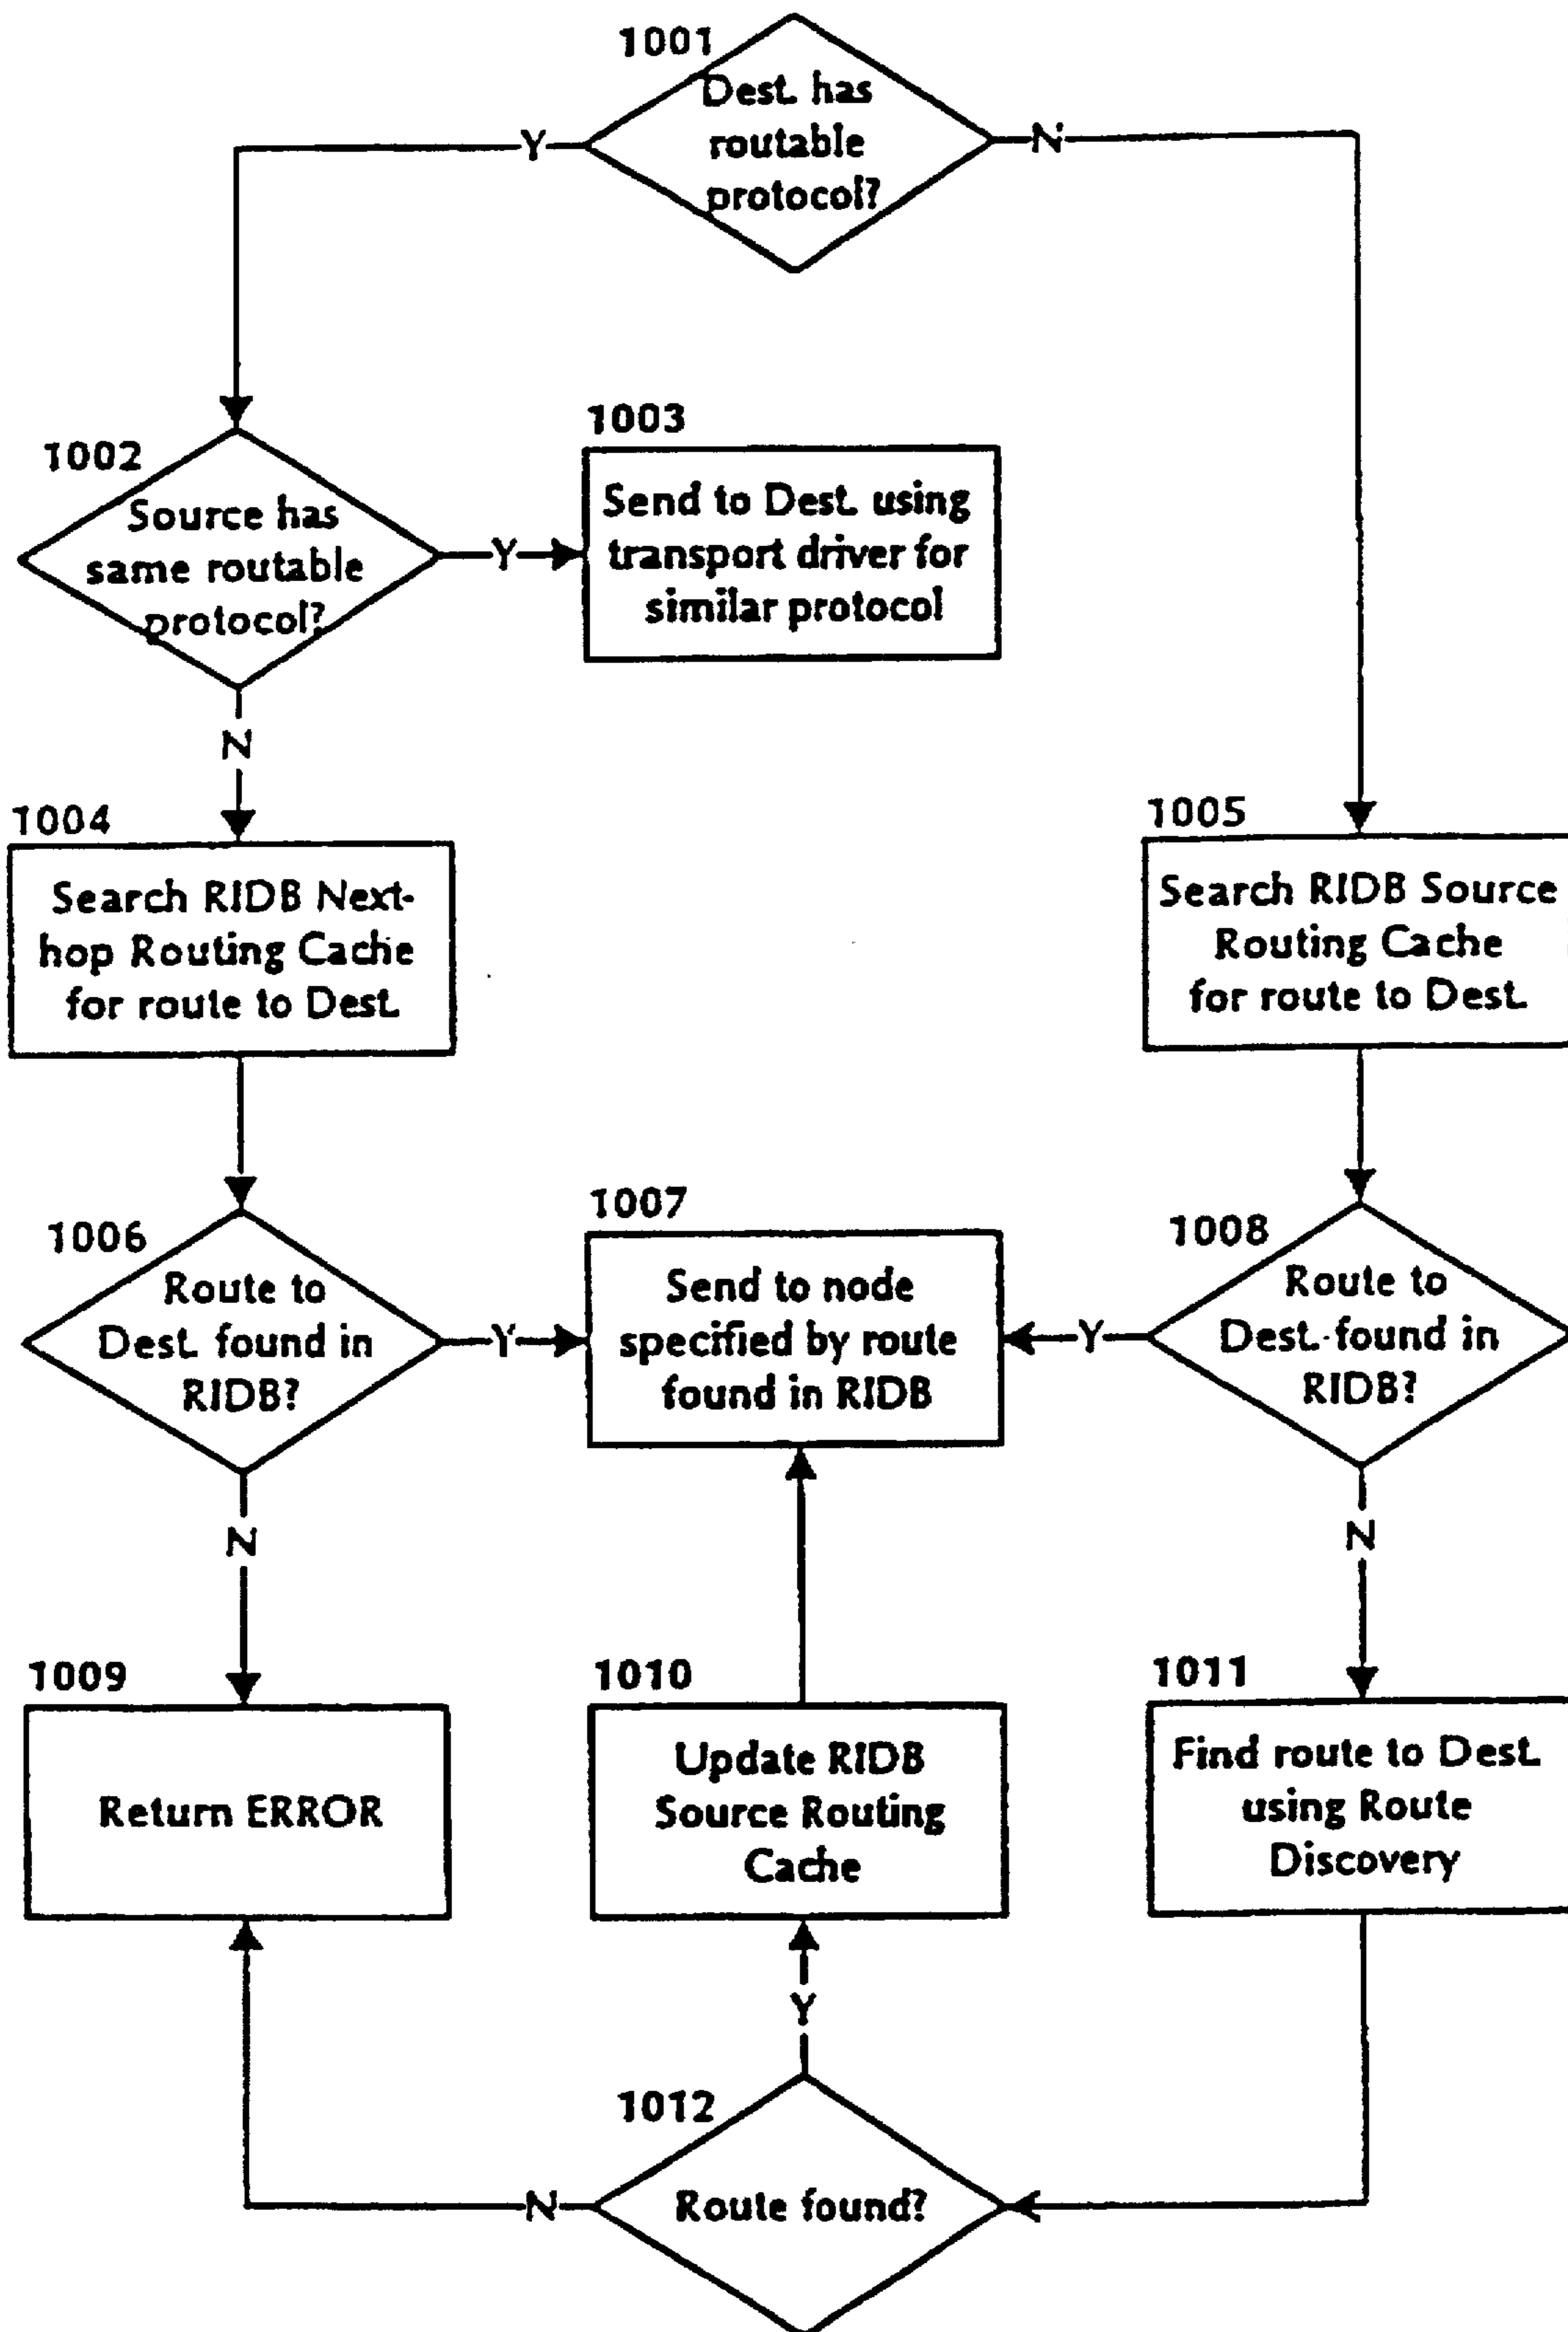 1001
Dest. has
routable
protocol?
Y
N
1002
Source has
same routable
protocol?
Y
1003
Send to Dest. using
transport driver for
similar protocol
N
1004
Search RIDB Next-
hop Routing Cache
for route to Dest.
1005
Search RIDB Source
Routing Cache
for route to Dest.
1006
Route to
Dest. found in
RIDB?
Y
1007
Send to node
specified by route
found in RIDB
Y
1008
Route to
Dest. found in
RIDB?
N
N
1009
Return ERROR
1010
Update RIDB
Source Routing
Cache
1011
Find route to Dest.
using Route
Discovery
Y
1012
Route found?
N